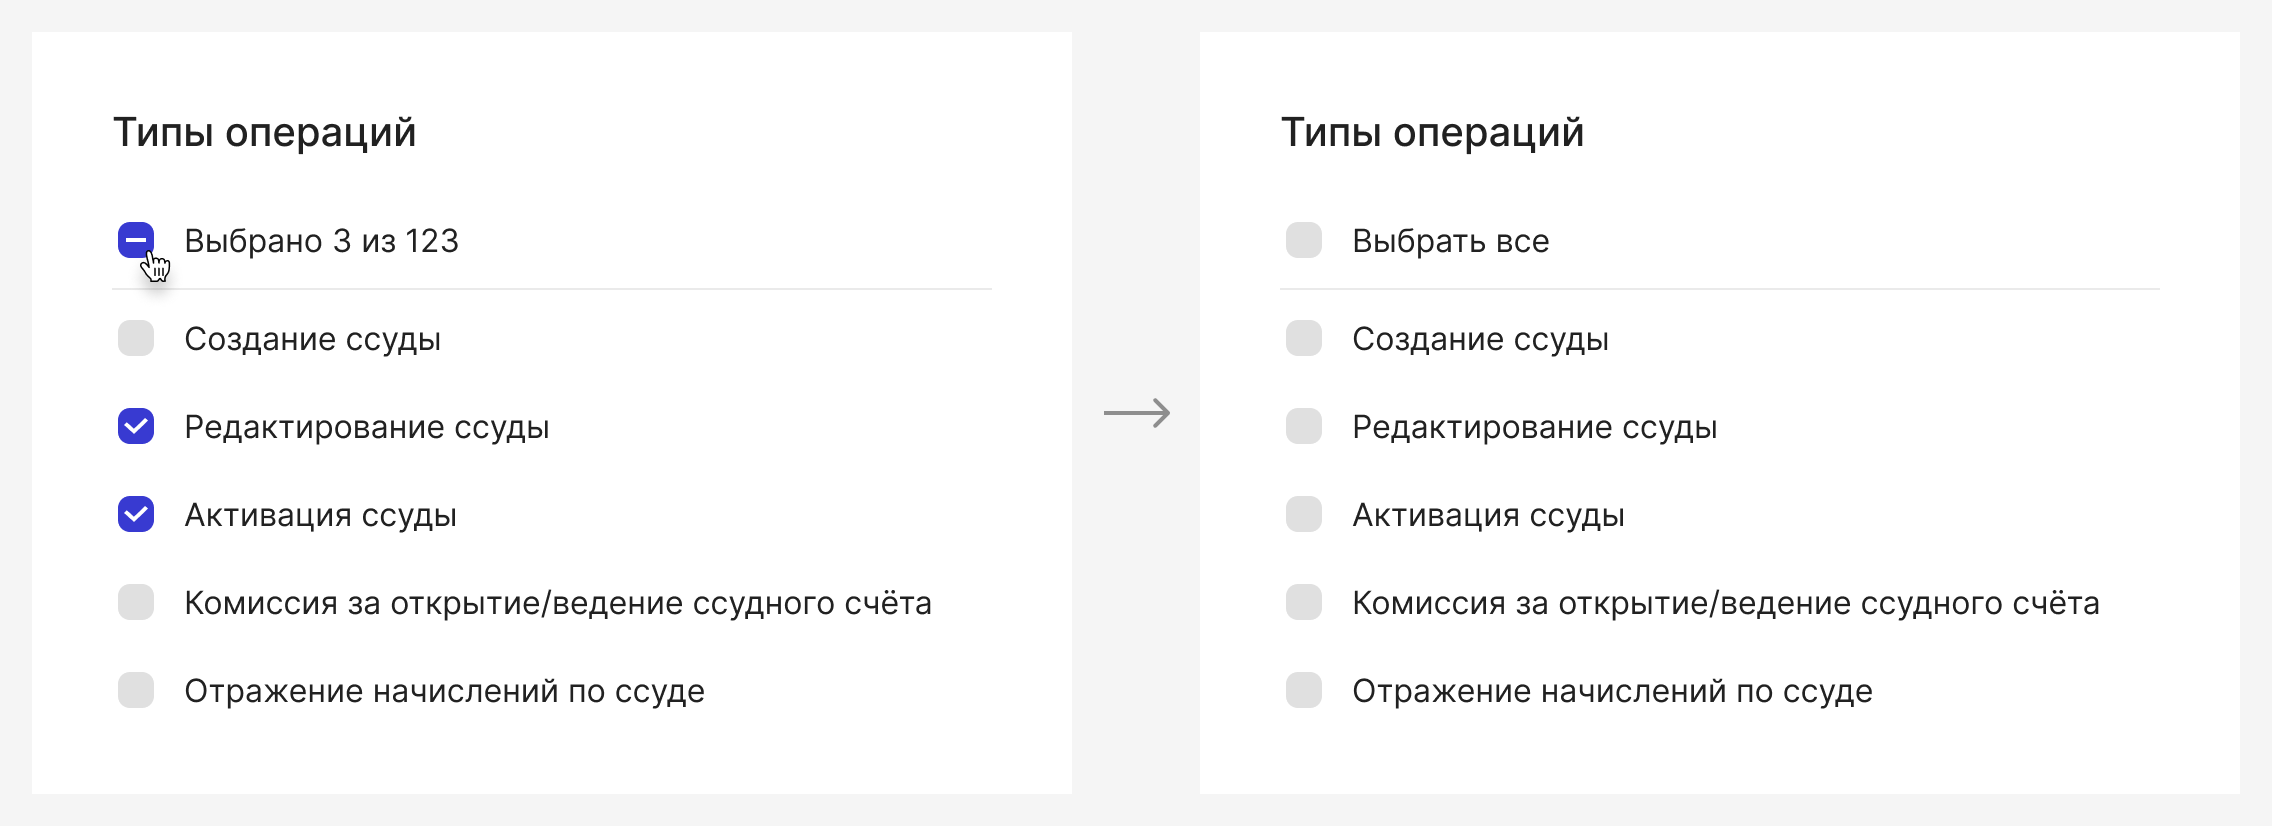 Типы операций
Выбрано 3 из 123
Создание ссуды
Редактирование ссуды
Активация ссуды
Комиссия за открытие/ведение ссудного счёта
Отражение начислений по ссуде
Типы операций
Выбрать все
Создание ссуды
Редактирование ссуды
Активация ссуды
Комиссия за открытие/ведение ссудного счёта
Отражение начислений по ссуде